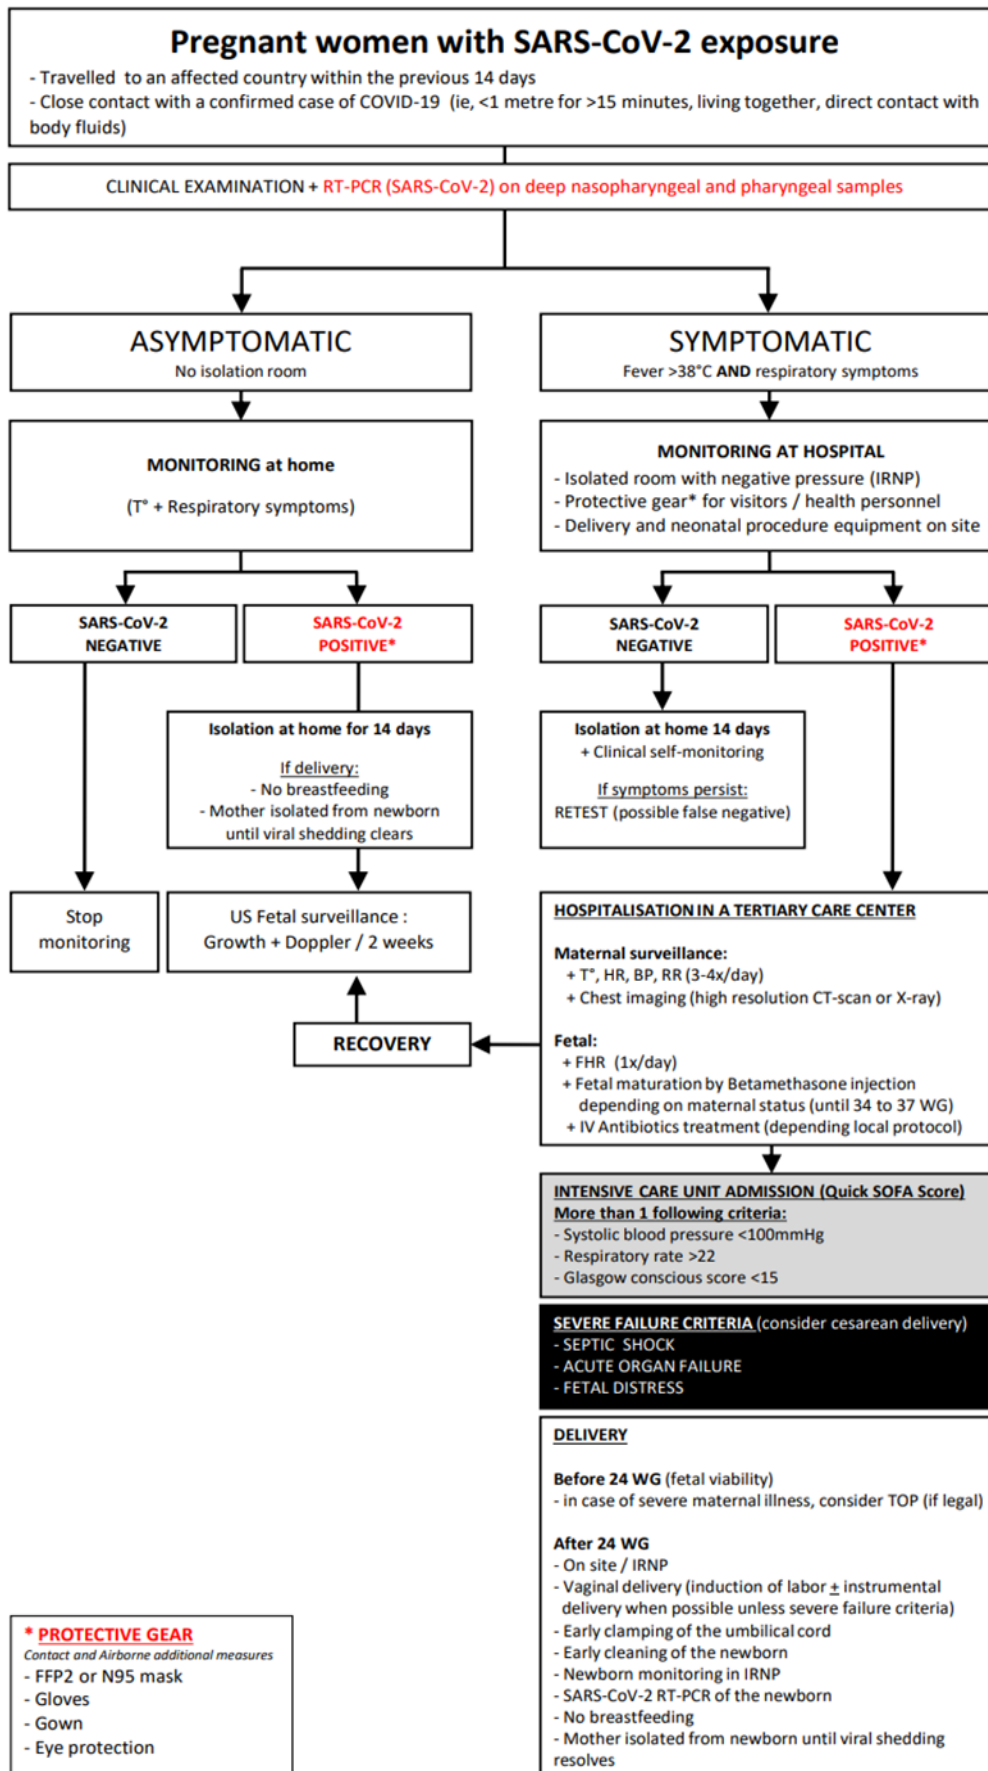 Pregnant women with SARS-CoV-2 exposure
- Travelled to an affected country within the previous 14 days
- Close contact with a confirmed case of COVID-19 (ie, <1 metre for >15 minutes, living together, direct contact with
body fluids)
CLINICAL EXAMINATION + RT-PCR (SARS-CoV-2) on deep nasopharyngeal and pharyngeal samples
ASYMPTOMATIC
No isolation room
SYMPTOMATIC
Fever >38°C AND respiratory symptoms
MONITORING at home
(T° + Respiratory symptoms)
MONITORING AT HOSPITAL
- Isolated room with negative pressure (IRNP)
- Protective gear* for visitors / health personnel
- Delivery and neonatal procedure equipment on site
SARS-CoV-2
NEGATIVE
SARS-CoV-2
POSITIVE*
SARS-CoV-2
NEGATIVE
SARS-CoV-2
POSITIVE*
Isolation at home for 14 days
If delivery:
- No breastfeeding
- Mother isolated from newborn
until viral shedding clears
Isolation at home 14 days
+ Clinical self-monitoring
If symptoms persist:
RETEST (possible false negative)
Stop
monitoring
US Fetal surveillance :
Growth + Doppler / 2 weeks
RECOVERY
HOSPITALISATION IN A TERTIARY CARE CENTER
Maternal surveillance:
+ T°, HR, BP, RR (3-4x/day)
+ Chest imaging (high resolution CT-scan or X-ray)
Fetal:
+ FHR (1x/day)
+ Fetal maturation by Betamethasone injection
depending on maternal status (until 34 to 37 WG)
+ IV Antibiotics treatment (depending local protocol)
INTENSIVE CARE UNIT ADMISSION (Quick SOFA Score)
More than 1 following criteria:
- Systolic blood pressure <100mmHg
- Respiratory rate >22
- Glasgow conscious score <15
SEVERE FAILURE CRITERIA (consider cesarean delivery)
- SEPTIC SHOCK
- ACUTE ORGAN FAILURE
- FETAL DISTRESS
DELIVERY
Before 24 WG (fetal viability)
- in case of severe maternal illness, consider TOP (if legal)
After 24 WG
- On site / IRNP
- Vaginal delivery (induction of labor ± instrumental
delivery when possible unless severe failure criteria)
- Early clamping of the umbilical cord
- Early cleaning of the newborn
- Newborn monitoring in IRNP
- SARS-CoV-2 RT-PCR of the newborn
- No breastfeeding
- Mother isolated from newborn until viral shedding
resolves
* PROTECTIVE GEAR
Contact and Airborne additional measures
- FFP2 or N95 mask
- Gloves
- Gown
- Eye protection